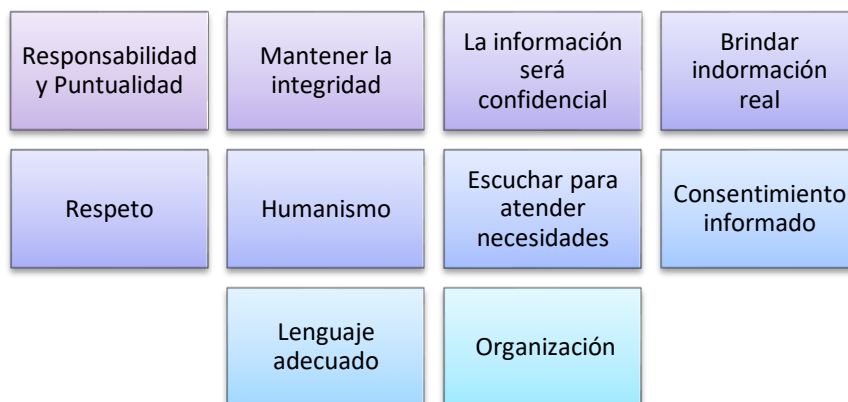 Responsabilidad
y Puntualidad
Mantener la
integridad
La información
será
confidencial
Brindar
indormación
real
Respeto
Humanismo
Escuchar para
atender
necesidades
Consentimiento
informado
Lenguaje
adecuado
Organización